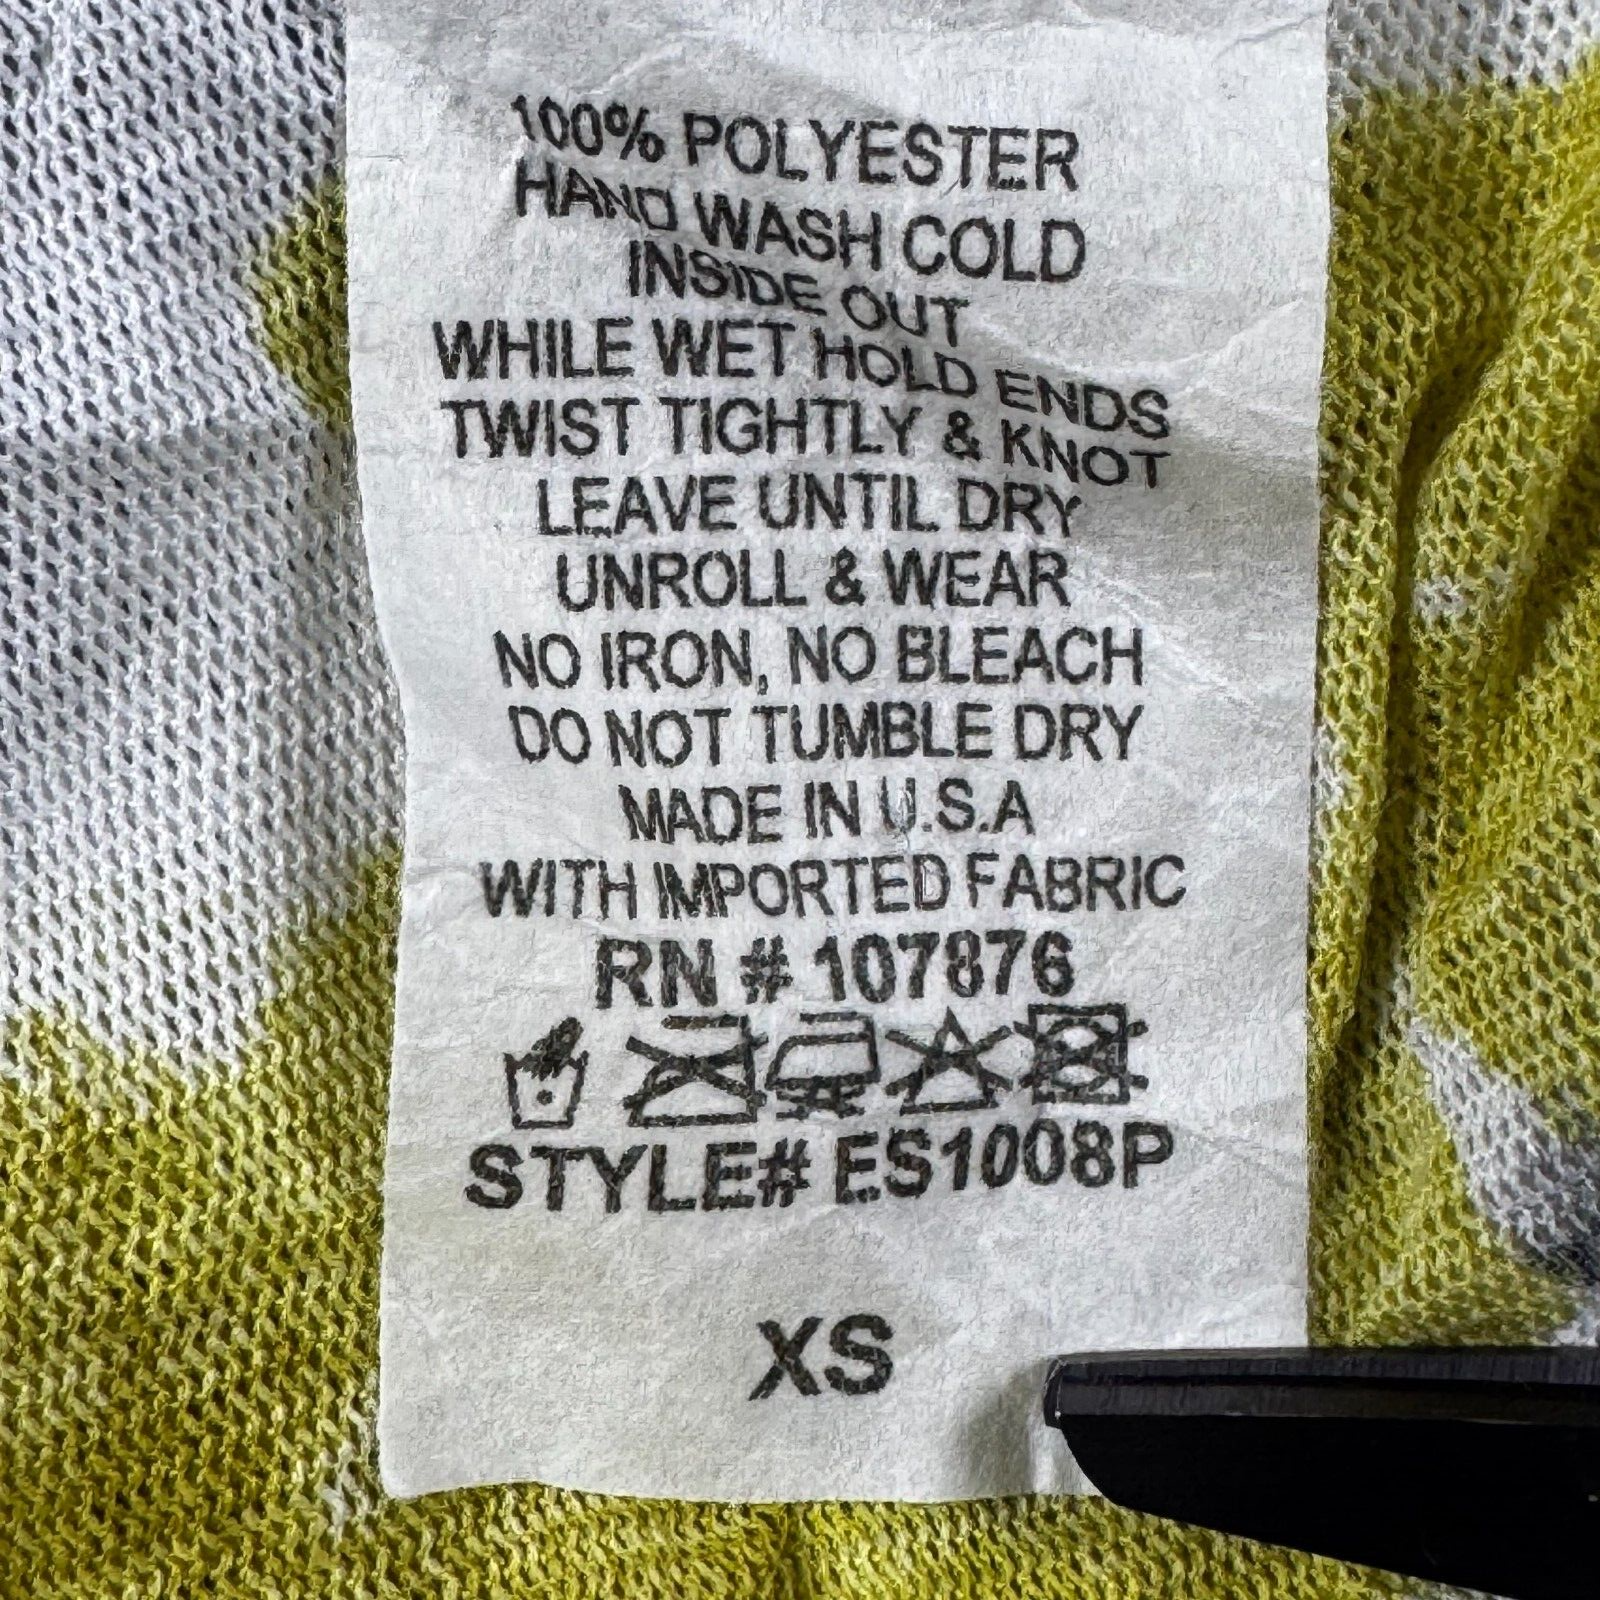 100% POLYESTER
HAND WASH COLD
INSIDE OUT
WHILE WET HOLD ENDS
TWIST TIGHTLY & KNOT
LEAVE UNTIL DRY
UNROLL & WEAR
NO IRON, NO BLEACH
DO NOT TUMBLE DRY
MADE IN U.S.A
WITH IMPORTED FABRIC
RN # 107876
STYLE# ES1008P
XS